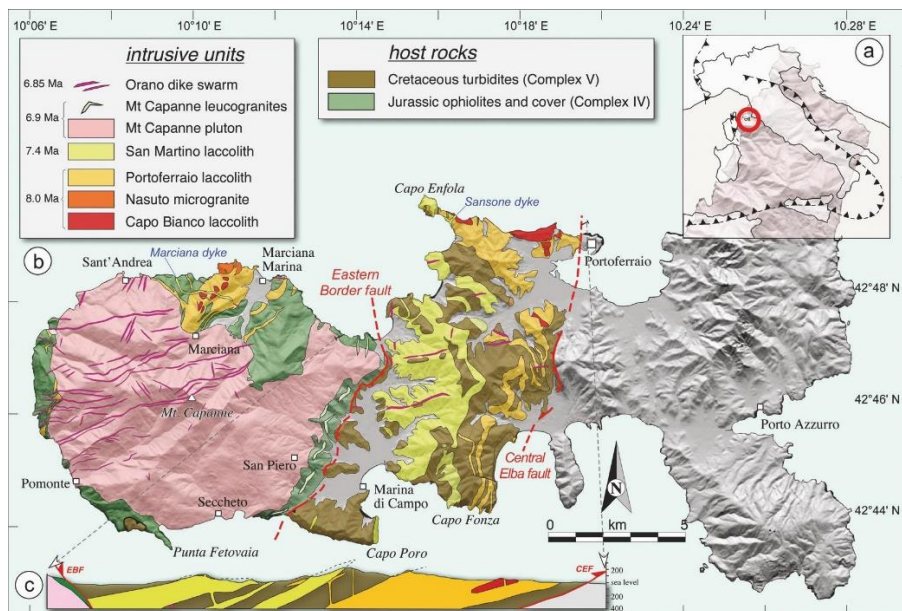 10°06' E
10°10' E
10°14' E
10°18' E
10.24' E
10°28' E
intrusive units
6.85 Ma
Orano dike swarm
Mt Capanne leucogranites
6.9 Ma
Mt Capanne pluton
7.4 Ma
San Martino laccolith
Portoferraio laccolith
8.0 Ma
Nasuto microgranite
Capo Bianco laccolith
host rocks
Cretaceous turbidites (Complex V)
Jurassic ophiolites and cover (Complex IV)
a
b
Capo Enfola
Sansone dyke
Marciana dyke
Marciana
Marina
Sant'Andrea
Portoferraio
Eastern
Border fault
42°48' N
Marciana
Mt. Capanne
42°46' N
Porto Azzurro
San Piero
Central
Elba fault
Pomonte
Marina
di Campo
Seccheto
Capo Fonza
N
42°44' N
0
km
5
Punta Fetovaia
Capo Poro
c
EBF
CEF
200
sea level
200
400